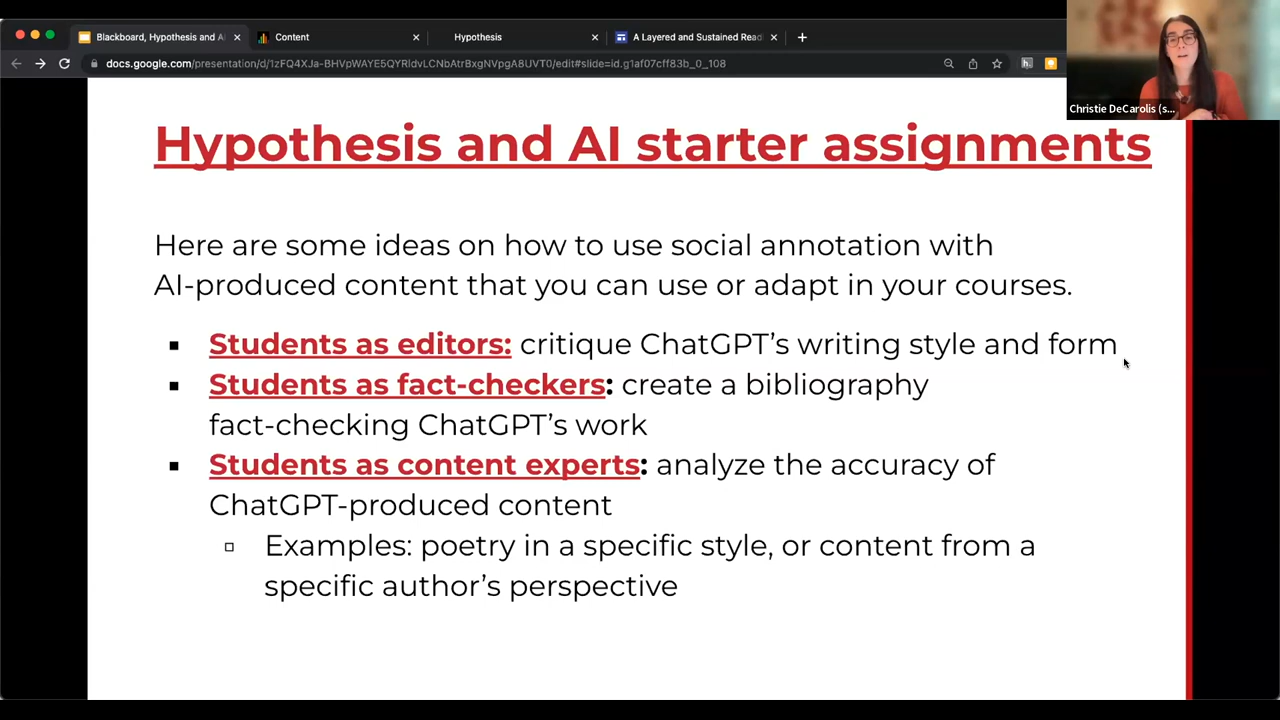 Blackboard, Hypothesis and AI
Content
Hypothesis
A Layered and Sustained Read
docs.google.com/presentation/d/1zFQ4XJa-BHVpWAYE5QYRldvLCNbAtrBxgNVpgA8UVT0/edit#slide=id.g1af07cff83b_0_108
Christie DeCarolis (s...
Hypothesis and AI starter assignments
Here are some ideas on how to use social annotation with
AI-produced content that you can use or adapt in your courses.
▪ Students as editors: critique ChatGPT’s writing style and form
▪ Students as fact-checkers: create a bibliography
fact-checking ChatGPT’s work
▪ Students as content experts: analyze the accuracy of
ChatGPT-produced content
▫ Examples: poetry in a specific style, or content from a
specific author’s perspective